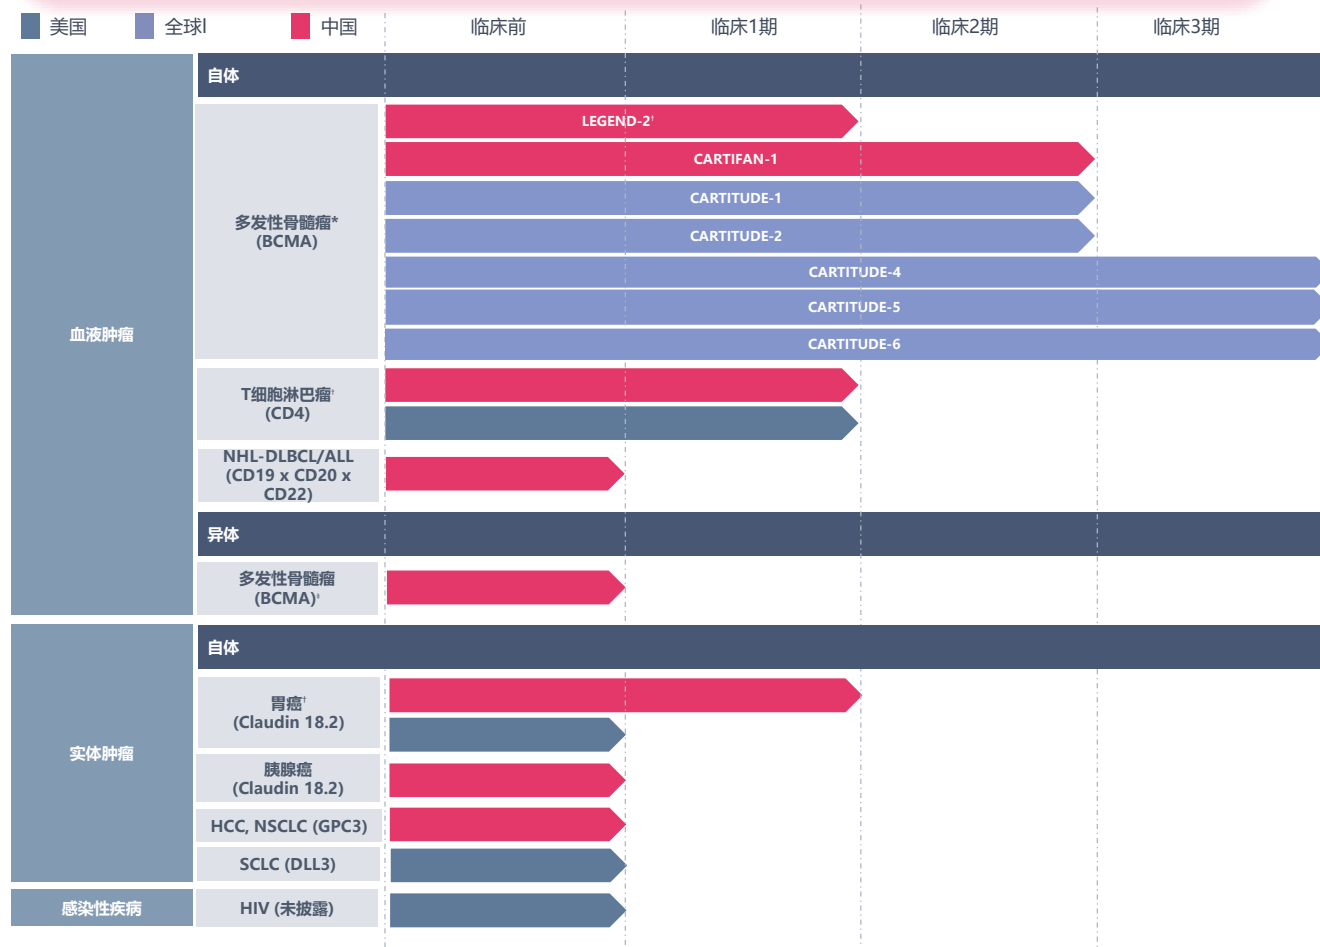 美国
全球I
中国
临床前
临床1期
临床2期
临床3期
血液肿瘤
自体
多发性骨髓瘤*
(BCMA)
LEGEND-2†
CARTIFAN-1
CARTITUDE-1
CARTITUDE-2
CARTITUDE-4
CARTITUDE-5
CARTITUDE-6
T细胞淋巴瘤†
(CD4)
NHL-DLBCL/ALL
(CD19 x CD20 x
CD22)
异体
多发性骨髓瘤
(BCMA)‡
实体肿瘤
自体
胃癌†
(Claudin 18.2)
胰腺癌
(Claudin 18.2)
HCC, NSCLC (GPC3)
SCLC (DLL3)
感染性疾病
HIV (未披露)